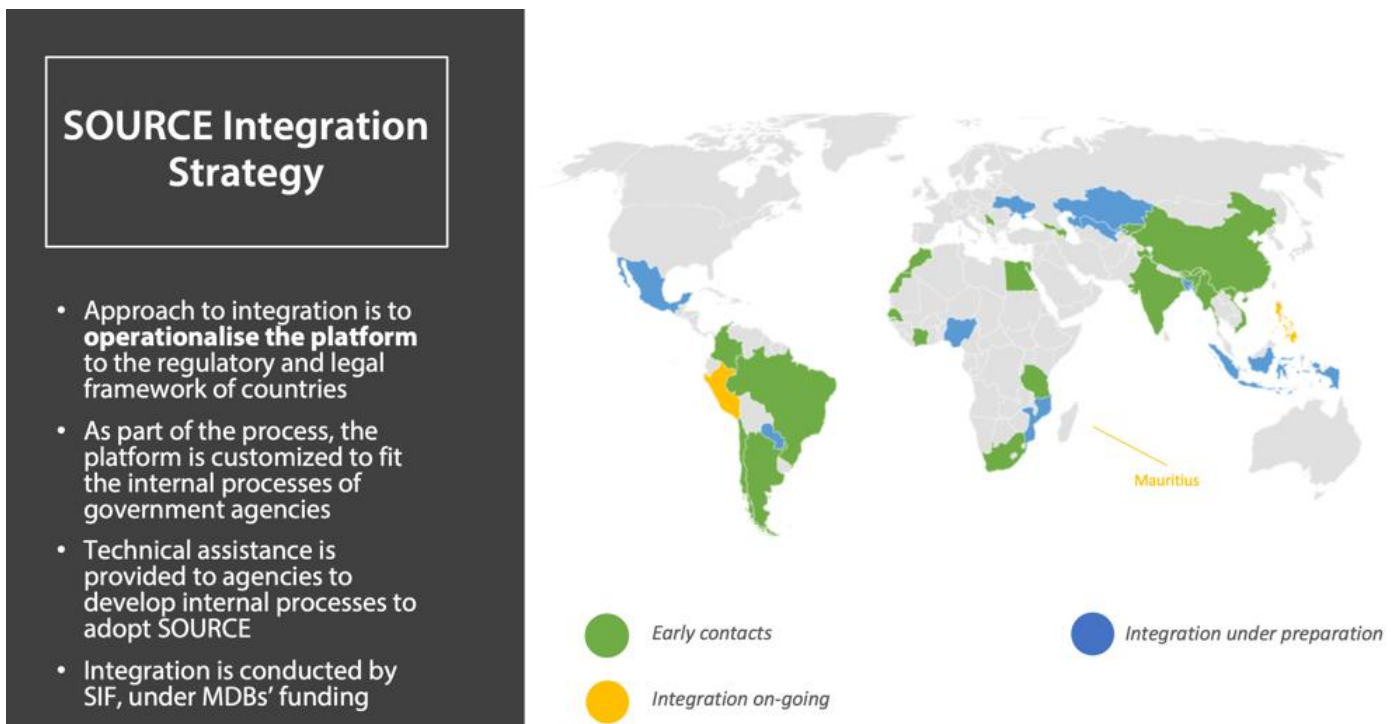 SOURCE Integration
Strategy
• Approach to integration is to
operationalise the platform
to the regulatory and legal
framework of countries
• As part of the process, the
platform is customized to fit
the internal processes of
government agencies
• Technical assistance is
provided to agencies to
develop internal processes to
adopt SOURCE
• Integration is conducted by
SIF, under MDBs’ funding
Mauritius
Early contacts
Integration under preparation
Integration on-going